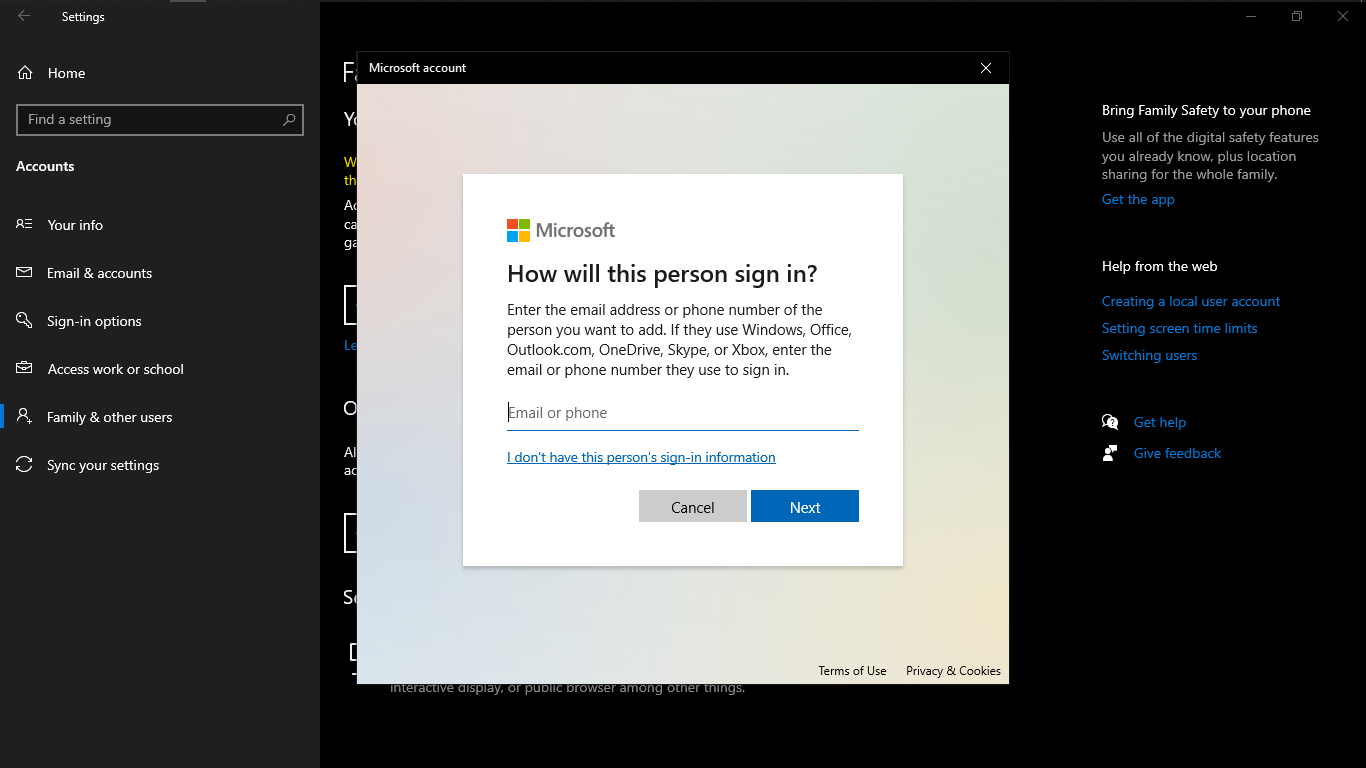 Settings
Home
Find a setting
Accounts
Your info
Email & accounts
Sign-in options
Access work or school
Family & other users
Sync your settings
Microsoft account
Microsoft
How will this person sign in?
Enter the email address or phone number of the
person you want to add. If they use Windows, Office,
Outlook.com, OneDrive, Skype, or Xbox, enter the
email or phone number they use to sign in.
Email or phone
I don't have this person's sign-in information
Cancel
Next
Terms of Use
Privacy & Cookies
interactive display, or public browser among other things.
Bring Family Safety to your phone
Use all of the digital safety features
you already know, plus location
sharing for the whole family.
Get the app
Help from the web
Creating a local user account
Setting screen time limits
Switching users
Get help
Give feedback